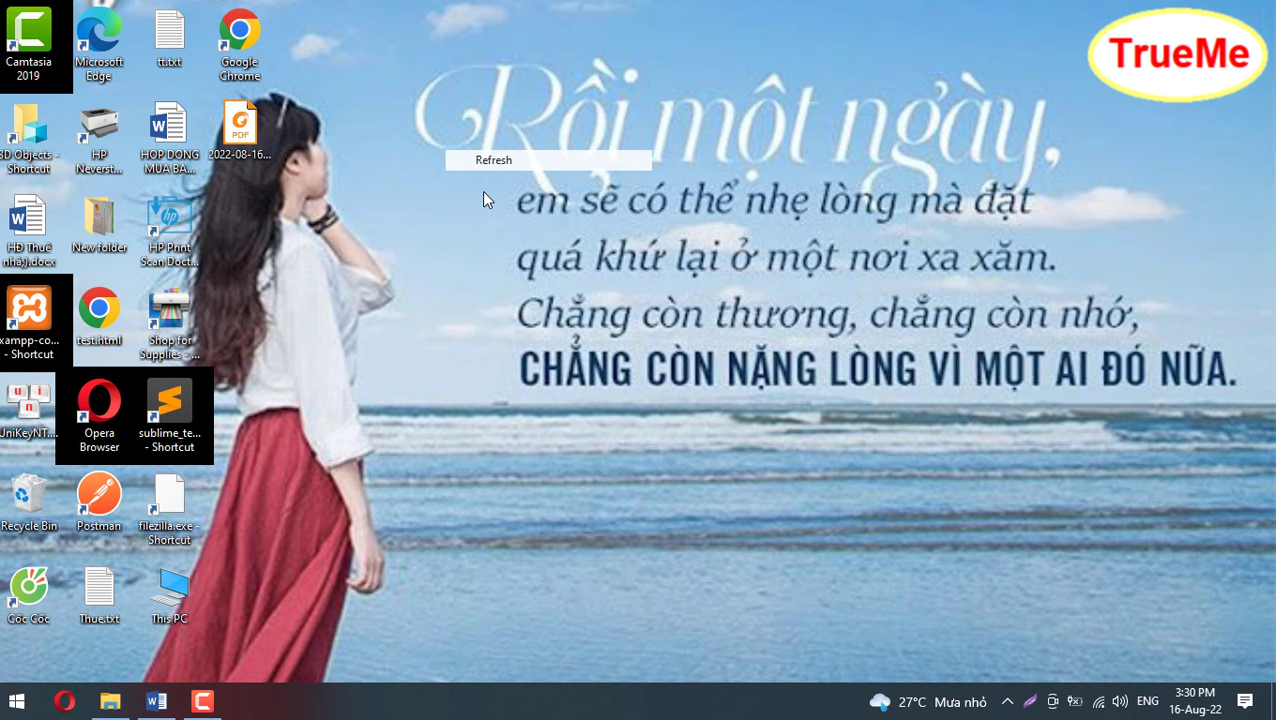 Camtasia
2019
Microsoft
Edge
tt.txt
Google
Chrome
TrueMe
Rồi một ngày,
em sẽ có thể nhẹ lòng mà đặt
quá khứ lại ở một nơi xa xăm.
Chẳng còn thương, chẳng còn nhớ,
CHẲNG CÒN NẶNG LÒNG VÌ MỘT AI ĐÓ NỮA.
Refresh
3D Objects -
Shortcut
HP
Neverst...
HOP DONG
MUA BA...
PDF
2022-08-16...
HĐ Thuê
nhà;).docx
New folder
HP Print
Scan Doct...
xampp-co...
- Shortcut
test.html
Shop for
Supplies - ...
u i n
UniKeyNT....
Opera
Browser
sublime_te...
- Shortcut
Recycle Bin
Postman
filezilla.exe -
Shortcut
Cốc Cốc
Thue.txt
This PC
27°C Mưa nhỏ
ENG
3:30 PM
16-Aug-22